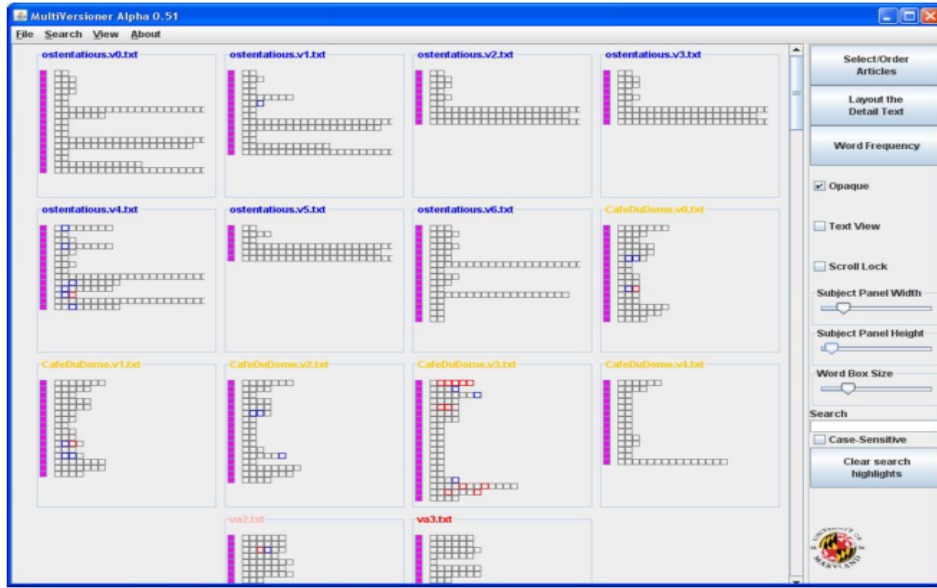 MultiVersioner Alpha 0.51
File Search View About
ostentatious.v0.txt ostentatious.v1.txt ostentatious.v2.txt ostentatious.v3.txt
ostentatious.v4.txt ostentatious.v5.txt ostentatious.v6.txt CafeDuDome.v0.txt
CafeDuDome.v1.txt CafeDuDome.v2.txt CafeDuDome.v3.txt CafeDuDome.v4.txt
va2.txt va3.txt
Select/Order
Articles
Layout the
Detail Text
Word Frequency
Opaque
Text View
Scroll Lock
Subject Panel Width
Subject Panel Height
Word Box Size
Search
Case-Sensitive
Clear search
highlights
UNIVERSITY OF
MARYLAND